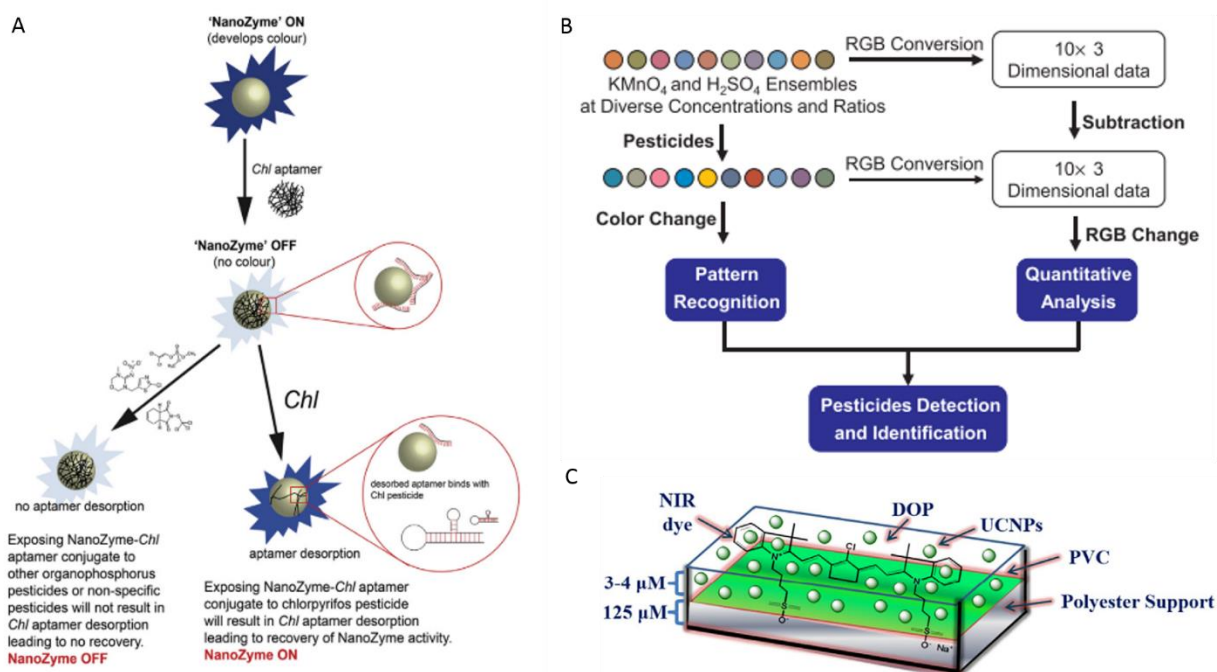 A
'NanoZyme' ON
(develops colour)
Chl aptamer
'NanoZyme' OFF
(no colour)
Chl
no aptamer desorption
Exposing NanoZyme-Chl
aptamer conjugate to
other organophosphorus
pesticides or non-specific
pesticides will not result in
Chl aptamer desorption
leading to no recovery.
NanoZyme OFF
desorbed aptamer binds with
Chl pesticide
aptamer desorption
Exposing NanoZyme-Chl aptamer
conjugate to chlorpyrifos pesticide
will result in Chl aptamer desorption
leading to recovery of NanoZyme activity.
NanoZyme ON
B
KMnO₄ and H₂SO₄ Ensembles
at Diverse Concentrations and Ratios
RGB Conversion
10× 3
Dimensional data
Pesticides
Subtraction
RGB Conversion
10× 3
Dimensional data
Color Change
RGB Change
Pattern
Recognition
Quantitative
Analysis
Pesticides Detection
and Identification
C
NIR
dye
DOP
UCNPs
PVC
3-4 μM
125 μM
Polyester Support
Cl
N⁺
N
S
O⁻
S
O⁻
Na⁺